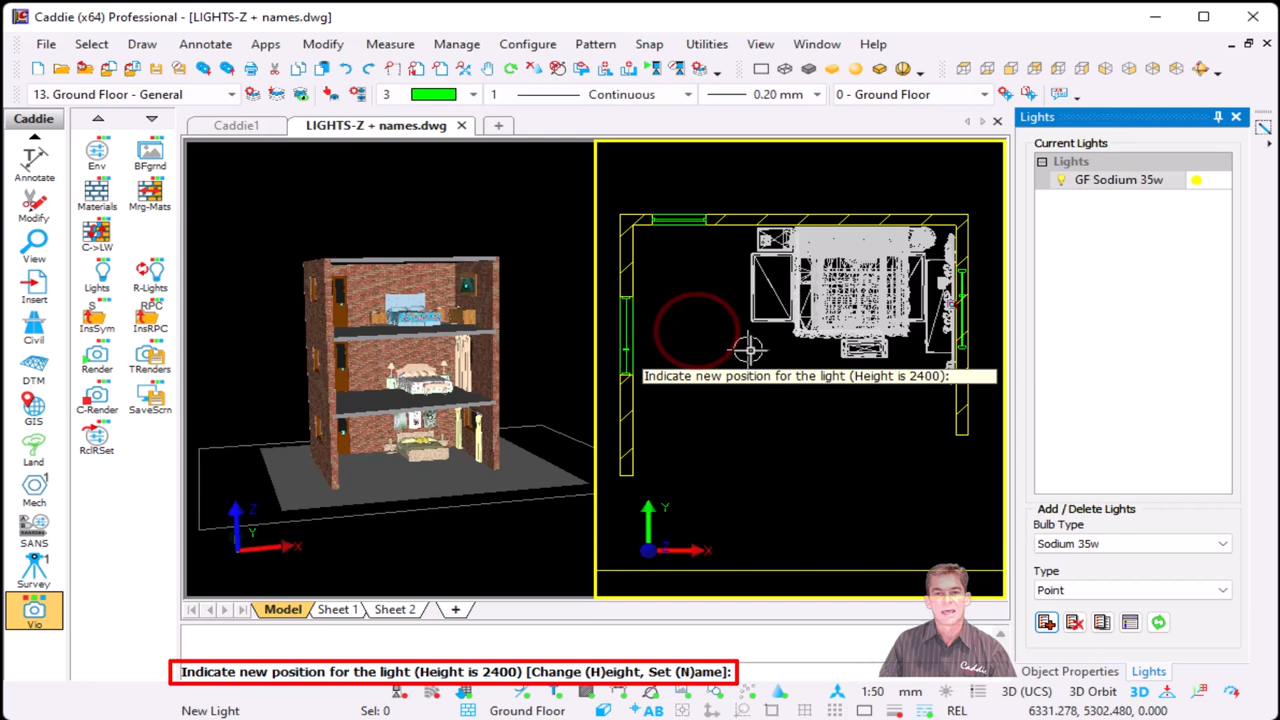 Caddie (x64) Professional - [LIGHTS-Z + names.dwg]
File Select Draw Annotate Apps Modify Measure Manage Configure Pattern Snap Utilities View Window Help
13. Ground Floor - General 3 1 Continuous 0.20 mm 0 - Ground Floor
Caddie
Caddie1 LIGHTS-Z + names.dwg
Lights
Annotate
Modify
View
Insert
Civil
DTM
GIS
Land
Mech
SANS
Survey
Vio
Env BFgrnd
Materials Mrg-Mats
C->LW
Lights R-Lights
S RPC
InsSym InsRPC
Render TRenders
C-Render SaveScrn
RclRSet
Z
Y
X
Y
Z
X
Indicate new position for the light (Height is 2400):
Current Lights
Lights
GF Sodium 35w
Add / Delete Lights
Bulb Type
Sodium 35w
Type
Point
Model Sheet 1 Sheet 2
Caddie
Indicate new position for the light (Height is 2400) [Change (H)eight, Set (N)ame]:
Object Properties Lights
1:50 mm 3D (UCS) 3D Orbit 3D
New Light Sel: 0 Ground Floor AB REL 6331.278, 5302.480, 0.000